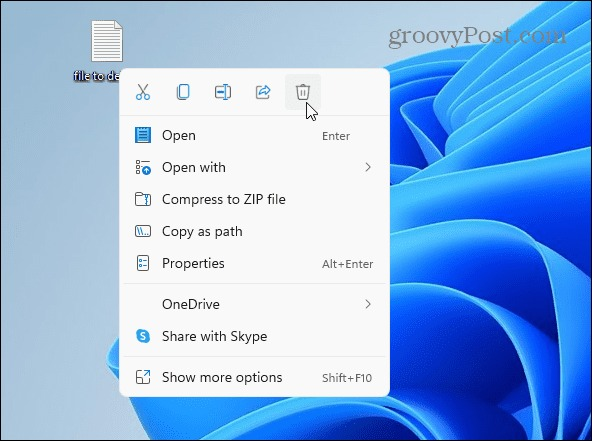 groovyPost.com
file to de
Open Enter
Open with
Compress to ZIP file
Copy as path
Properties Alt+Enter
OneDrive
Share with Skype
Show more options Shift+F10